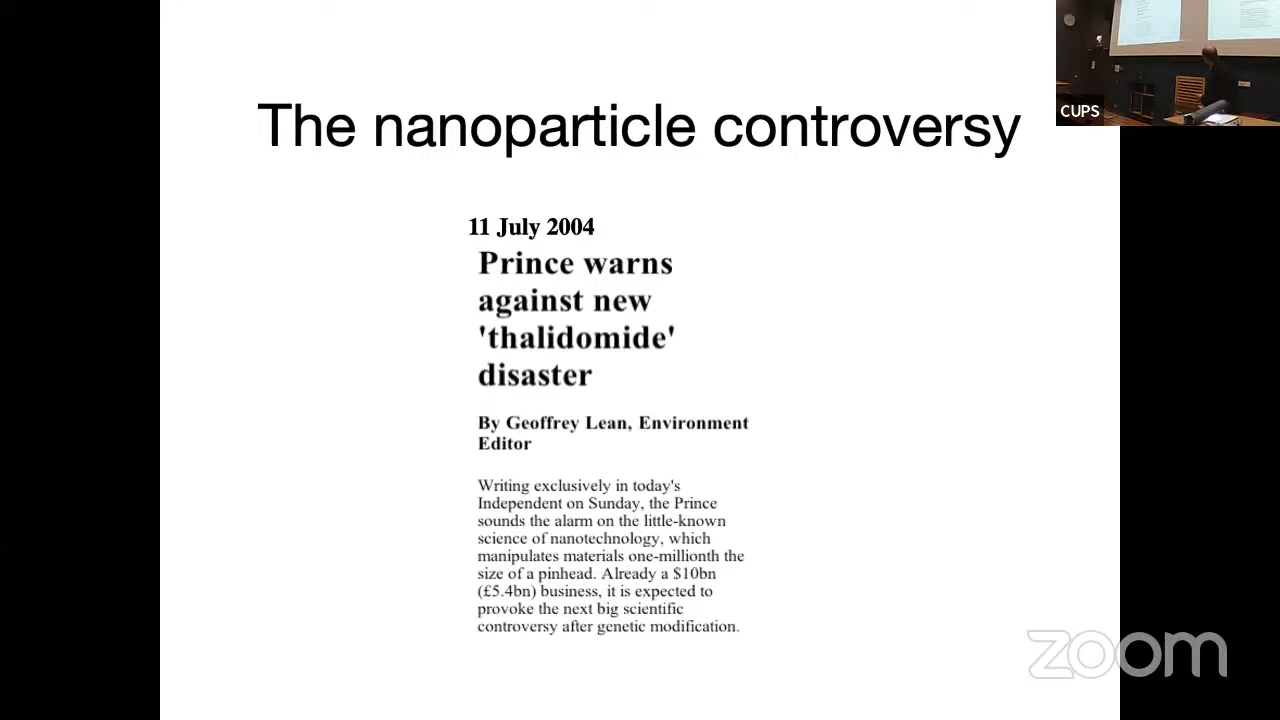 The nanoparticle controversy
11 July 2004
Prince warns
against new
'thalidomide'
disaster
By Geoffrey Lean, Environment
Editor
Writing exclusively in today's
Independent on Sunday, the Prince
sounds the alarm on the little-known
science of nanotechnology, which
manipulates materials one-millionth the
size of a pinhead. Already a $10bn
(£5.4bn) business, it is expected to
provoke the next big scientific
controversy after genetic modification.
CUPS
zoom